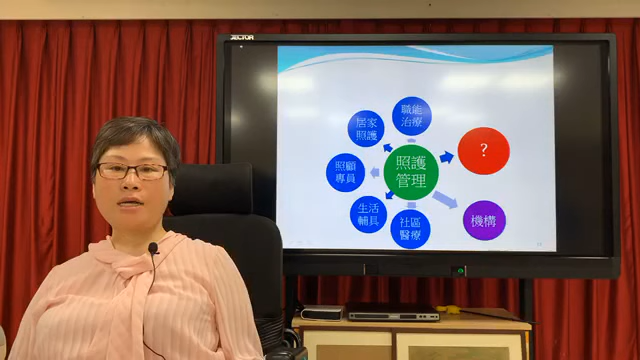 JECTOR
職能
治療
居家
照護
?
照護
管理
照顧
專員
生活
輔具
社區
醫療
機構